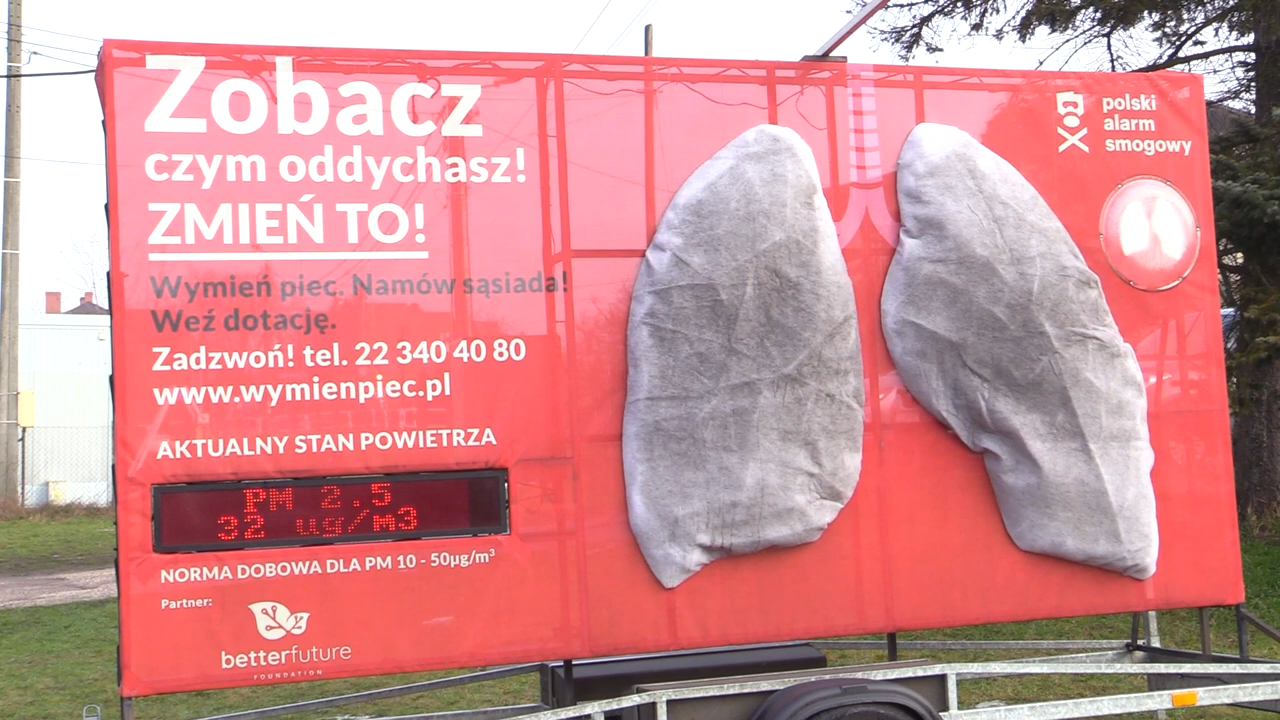 Zobacz
czym oddychasz!
ZMIEŃ TO!
Wymień piec. Namów sąsiada!
Weź dotację.
Zadzwoń! tel. 22 340 40 80
www.wymienpiec.pl
AKTUALNY STAN POWIETRZA
PM 2.5
32 ug/m3
NORMA DOBOWA DLA PM 10 - 50µg/m³
Partner:
betterfuture
FOUNDATION
polski
alarm
smogowy